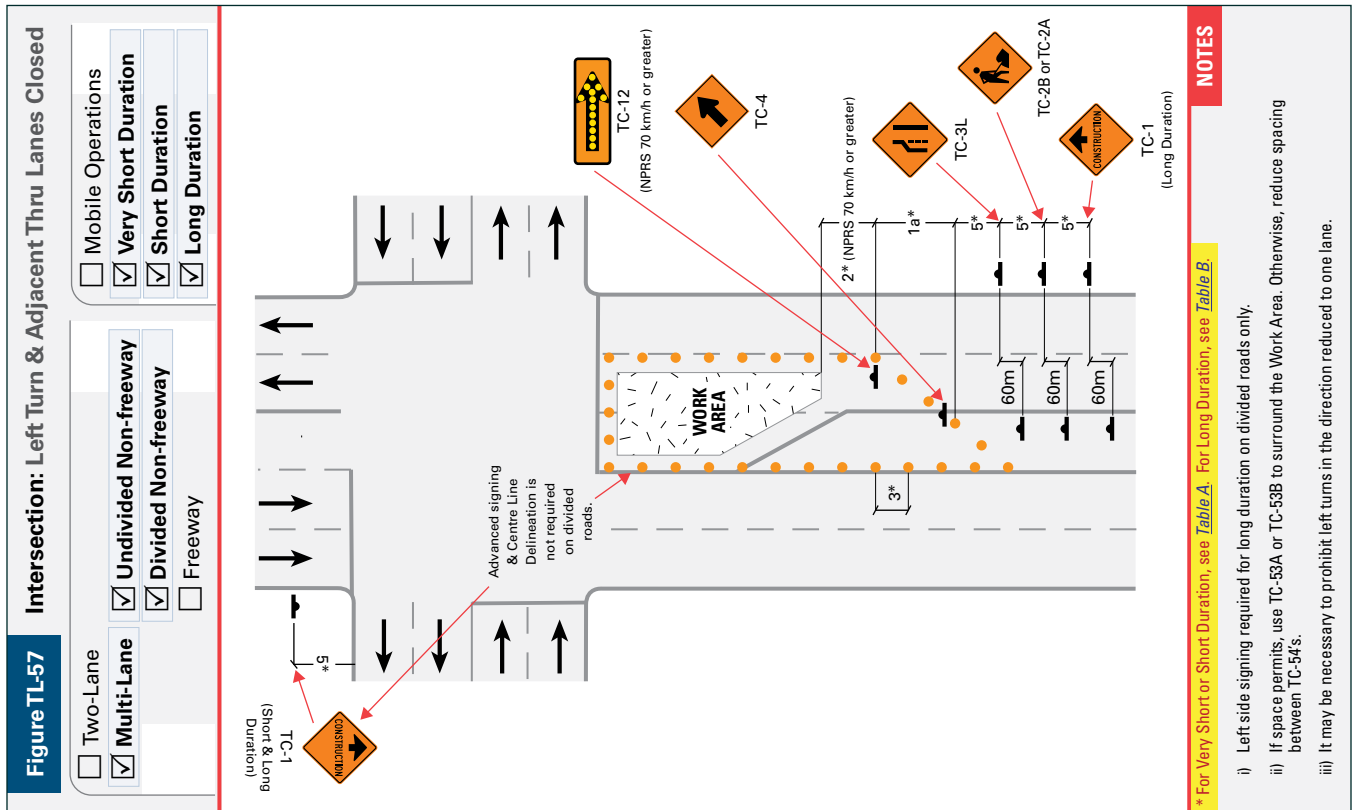 Figure TL-57
Intersection: Left Turn & Adjacent Thru Lanes Closed
Two-Lane
Multi-Lane
Undivided Non-freeway
Divided Non-freeway
Freeway
Mobile Operations
Very Short Duration
Short Duration
Long Duration
TC-1
(Short & Long
Duration)
CONSTRUCTION
5*
Advanced signing
& Centre Line
Delineation is
not required
on divided
roads.
WORK
AREA
3*
60m
60m
60m
TC-12
(NPRS 70 km/h or greater)
TC-4
2* (NPRS 70 km/h or greater)
1a*
5*
5*
5*
TC-3L
TC-2B or TC-2A
CONSTRUCTION
TC-1
(Long Duration)
NOTES
* For Very Short or Short Duration, see Table A. For Long Duration, see Table B.
i) Left side signing required for long duration on divided roads only.
ii) If space permits, use TC-53A or TC-53B to surround the Work Area. Otherwise, reduce spacing
between TC-54's.
iii) It may be necessary to prohibit left turns in the direction reduced to one lane.